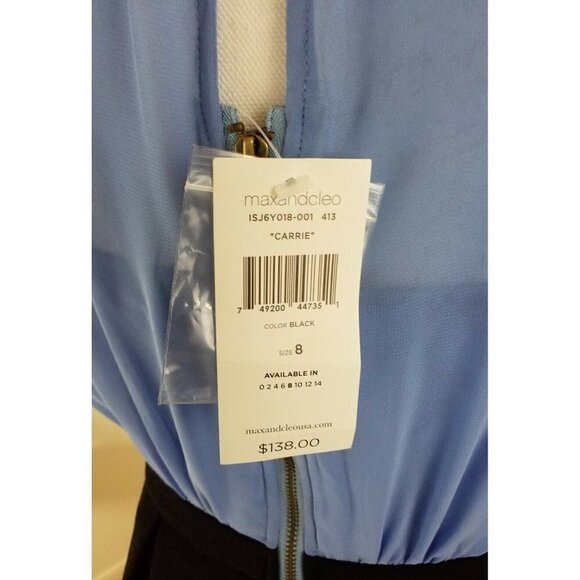 maxandcleo
ISJ6Y018-001 413
"CARRIE"
7 49200 44735 1
COLOR BLACK
SIZE 8
AVAILABLE IN
0 2 4 6 8 10 12 14
maxandcleousa.com
$138.00